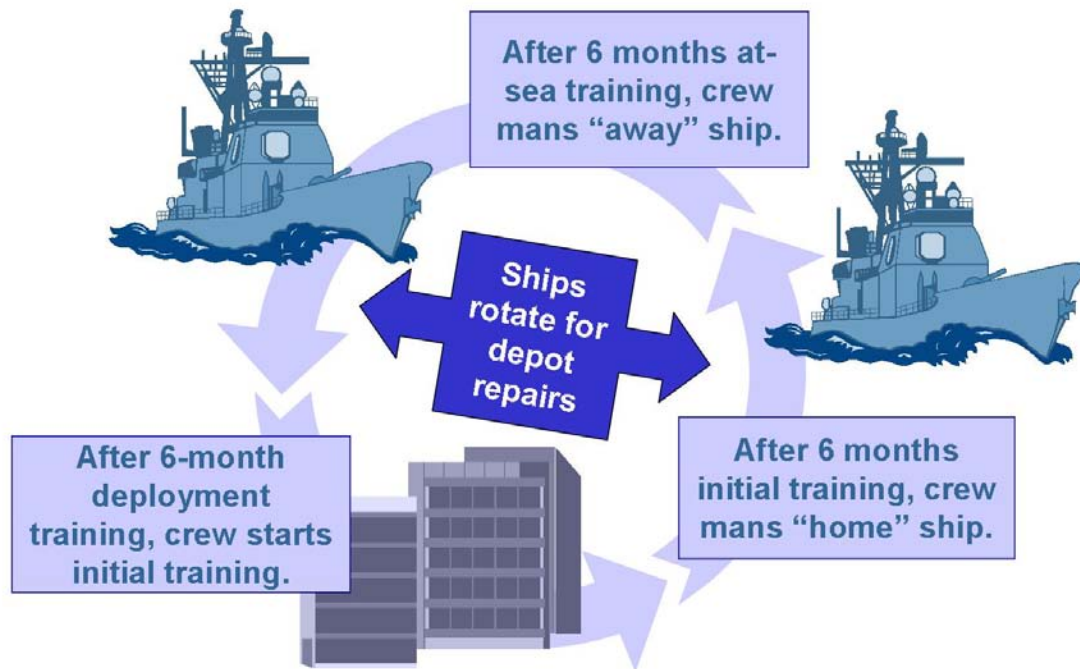 After 6 months at-
sea training, crew
mans “away” ship.
Ships
rotate for
depot
repairs
After 6-month
deployment
training, crew starts
initial training.
After 6 months
initial training, crew
mans “home” ship.